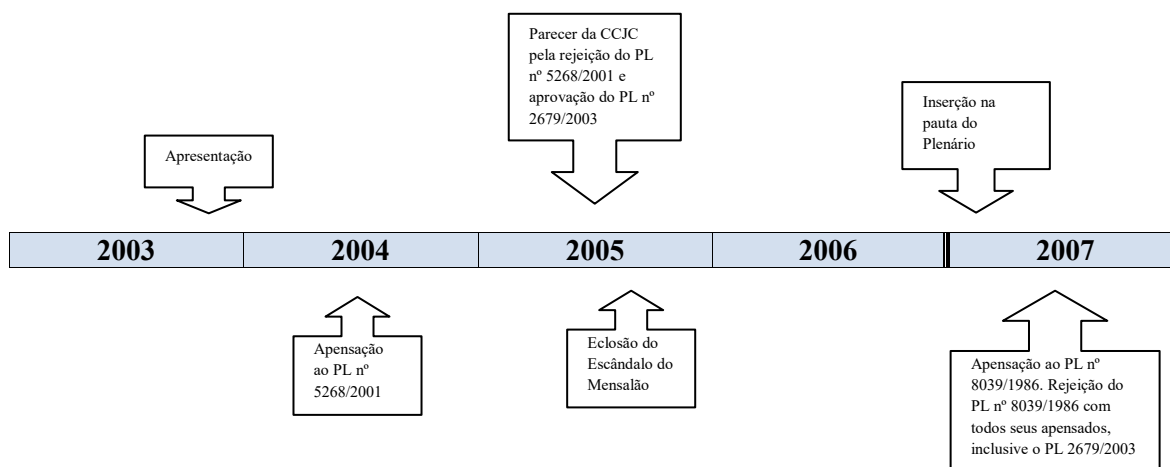 Parecer da CCJC
pela rejeição do PL
nº 5268/2001 e
aprovação do PL nº
2679/2003
Inserção na
pauta do
Plenário
Apresentação
2003
2004
2005
2006
2007
Apensação
ao PL nº
5268/2001
Eclosão do
Escândalo do
Mensalão
Apensação ao PL nº
8039/1986. Rejeição do
PL nº 8039/1986 com
todos seus apensados,
inclusive o PL 2679/2003